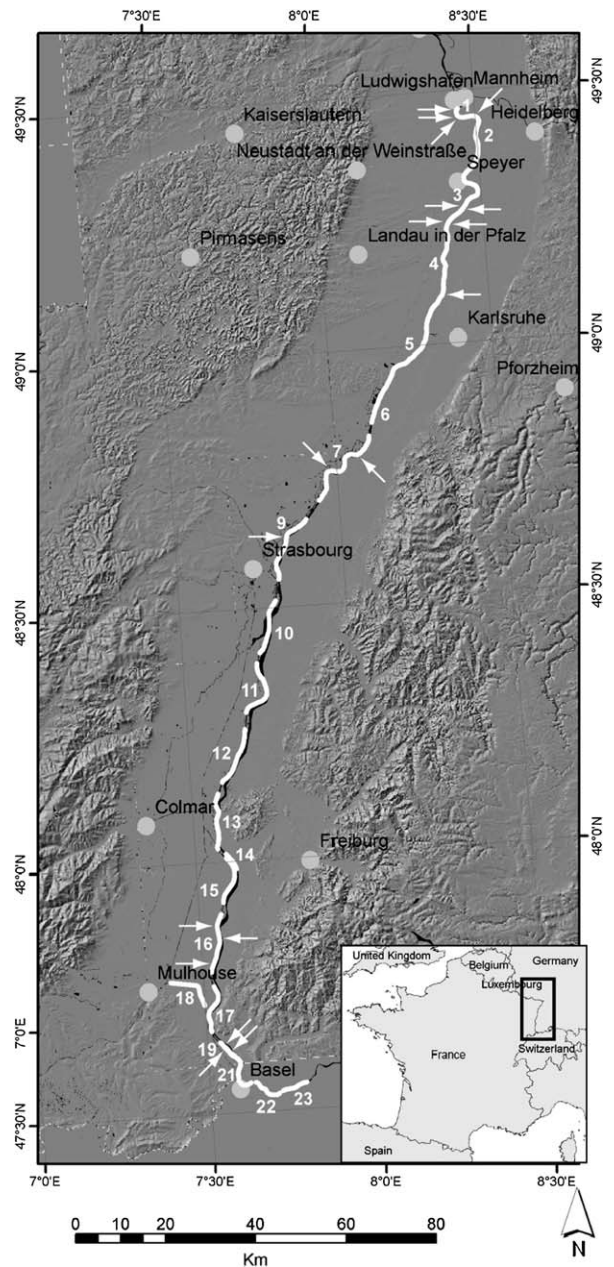 7°30'E 8°0'E 8°30'E
49°30'N
49°30'N
Ludwigshafen
Mannheim
1
Kaiserslautern
Heidelberg
2
Neustadt an der Weinstraße
Speyer
3
Landau in der Pfalz
Pirmasens
4
Karlsruhe
49°0'N
5
49°0'N
Pforzheim
6
7
9
Strasbourg
48°30'N
48°30'N
10
11
12
Colmar
13
48°0'N
Freiburg
14
48°0'N
15
16
Mulhouse
18
17
7°0'E
19
Basel
21
22
23
47°30'N
United Kingdom
Belgium
Germany
Luxembourg
France
Switzerland
Spain
7°0'E 7°30'E 8°0'E 8°30'E
0 10 20 40 60 80
Km
N